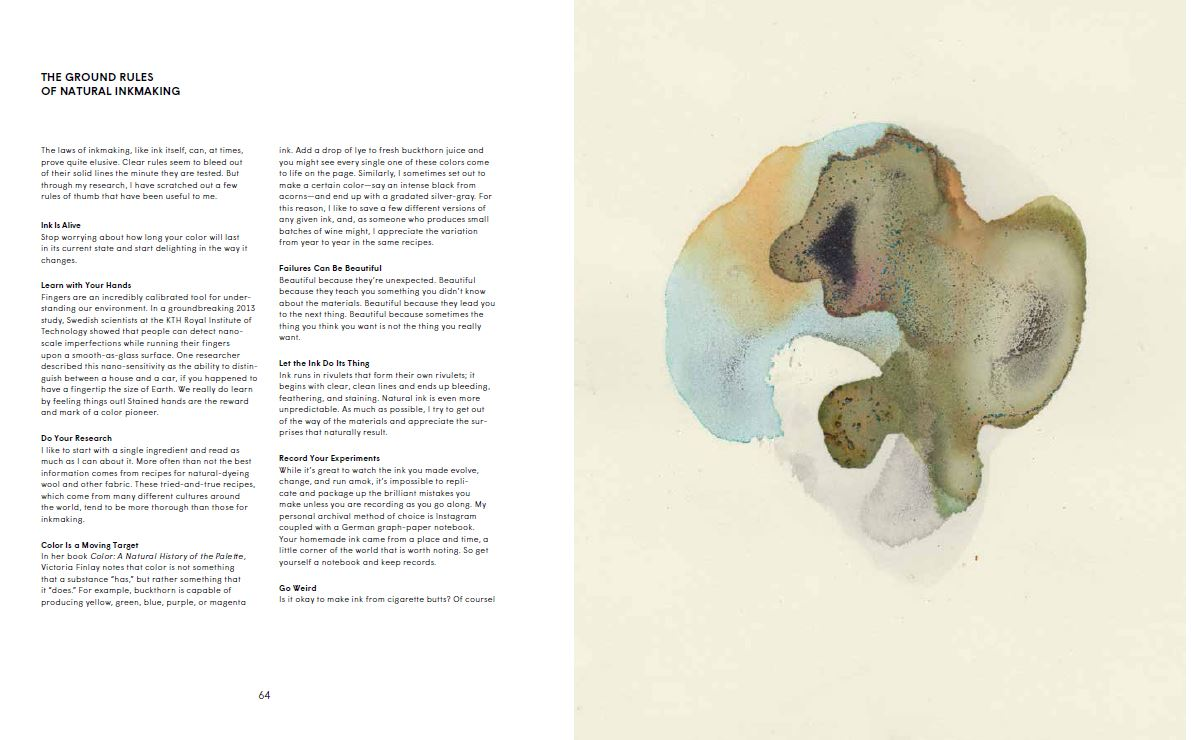 THE GROUND RULES
OF NATURAL INKMAKING
The laws of inkmaking, like ink itself, can, at times,
prove quite elusive. Clear rules seem to bleed out
of their solid lines the minute they are tested. But
through my research, I have scratched out a few
rules of thumb that have been useful to me.
Ink Is Alive
Stop worrying about how long your color will last
in its current state and start delighting in the way it
changes.
Learn with Your Hands
Fingers are an incredibly calibrated tool for under-
standing our environment. In a groundbreaking 2013
study, Swedish scientists at the KTH Royal Institute of
Technology showed that people can detect nano-
scale imperfections while running their fingers
upon a smooth-as-glass surface. One researcher
described this nano-sensitivity as the ability to distin-
guish between a house and a car, if you happened to
have a fingertip the size of Earth. We really do learn
by feeling things out! Stained hands are the reward
and mark of a color pioneer.
Do Your Research
I like to start with a single ingredient and read as
much as I can about it. More often than not the best
information comes from recipes for natural-dyeing
wool and other fabric. These tried-and-true recipes,
which come from many different cultures around
the world, tend to be more thorough than those for
inkmaking.
Color Is a Moving Target
In her book Color: A Natural History of the Palette,
Victoria Finlay notes that color is not something
that a substance “has,” but rather something that
it “does.” For example, buckthorn is capable of
producing yellow, green, blue, purple, or magenta
ink. Add a drop of lye to fresh buckthorn juice and
you might see every single one of these colors come
to life on the page. Similarly, I sometimes set out to
make a certain color—say an intense black from
acorns—and end up with a gradated silver-gray. For
this reason, I like to save a few different versions of
any given ink, and, as someone who produces small
batches of wine might, I appreciate the variation
from year to year in the same recipes.
Failures Can Be Beautiful
Beautiful because they’re unexpected. Beautiful
because they teach you something you didn’t know
about the materials. Beautiful because they lead you
to the next thing. Beautiful because sometimes the
thing you think you want is not the thing you really
want.
Let the Ink Do Its Thing
Ink runs in rivulets that form their own rivulets; it
begins with clear, clean lines and ends up bleeding,
feathering, and staining. Natural ink is even more
unpredictable. As much as possible, I try to get out
of the way of the materials and appreciate the sur-
prises that naturally result.
Record Your Experiments
While it’s great to watch the ink you made evolve,
change, and run amok, it’s impossible to repli-
cate and package up the brilliant mistakes you
make unless you are recording as you go along. My
personal archival method of choice is Instagram
coupled with a German graph-paper notebook.
Your homemade ink came from a place and time, a
little corner of the world that is worth noting. So get
yourself a notebook and keep records.
Go Weird
Is it okay to make ink from cigarette butts? Of course!
64